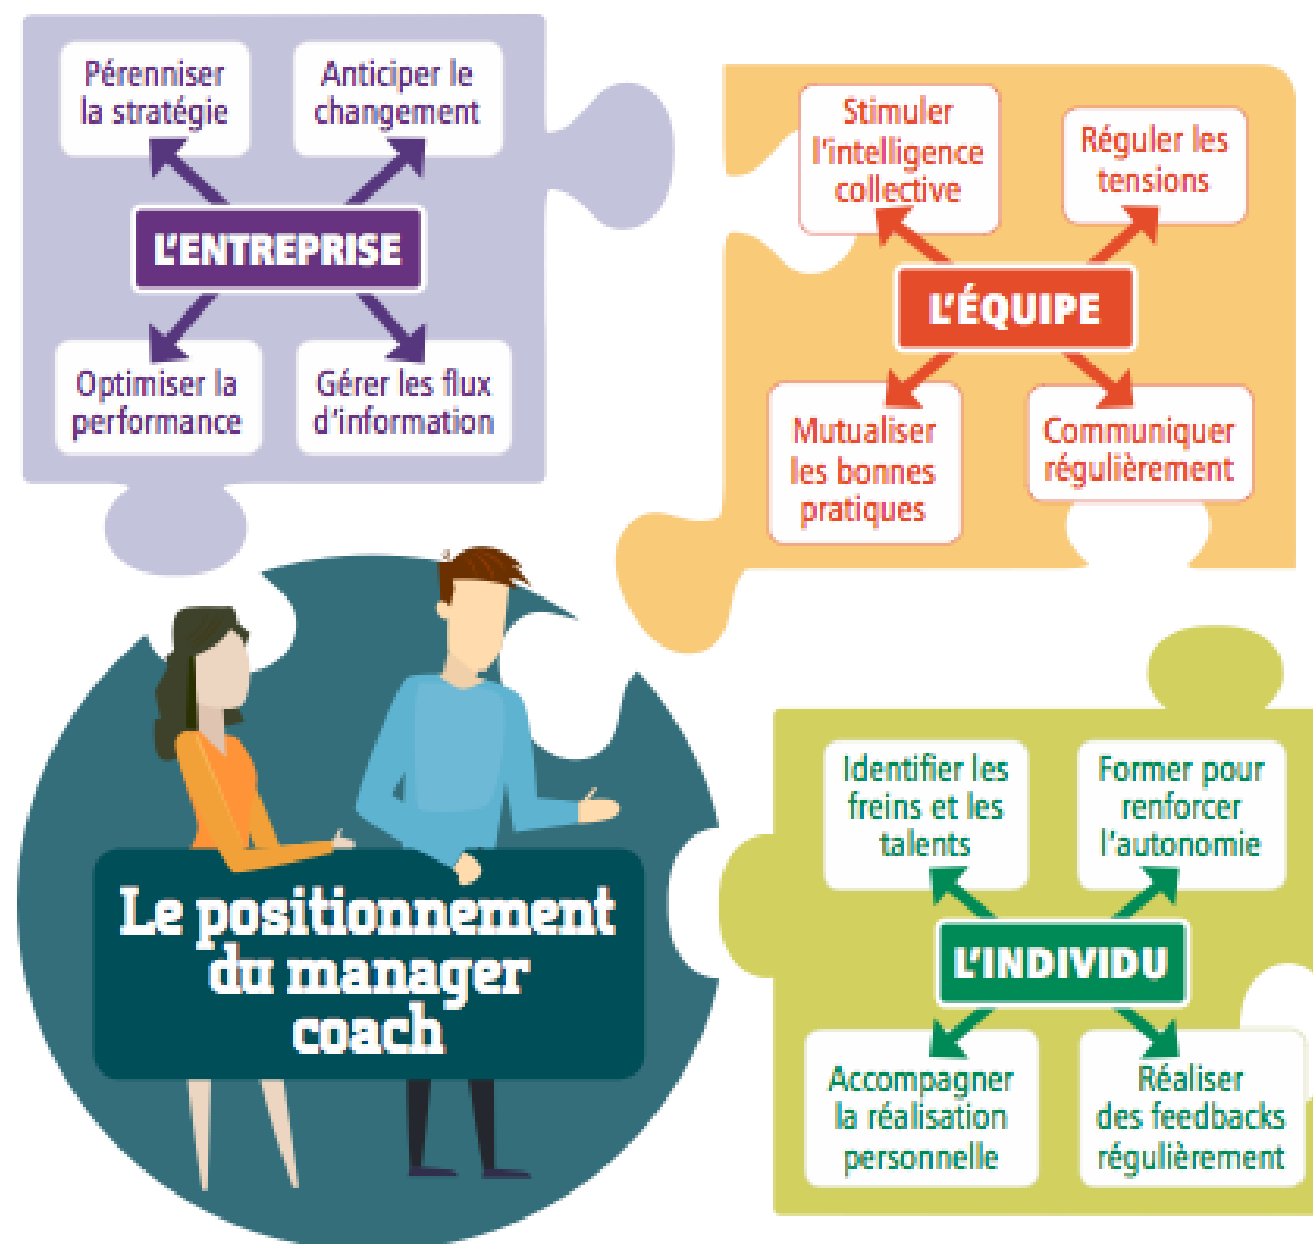 Pérenniser
la stratégie
Anticiper le
changement
L'ENTREPRISE
Optimiser la
performance
Gérer les flux
d'information
Stimuler
l'intelligence
collective
Réguler les
tensions
L'ÉQUIPE
Mutualiser
les bonnes
pratiques
Communiquer
régulièrement
Le positionnement
du manager
coach
Identifier les
freins et les
talents
Former pour
renforcer
l'autonomie
L'INDIVIDU
Accompagner
la réalisation
personnelle
Réaliser
des feedbacks
régulièrement